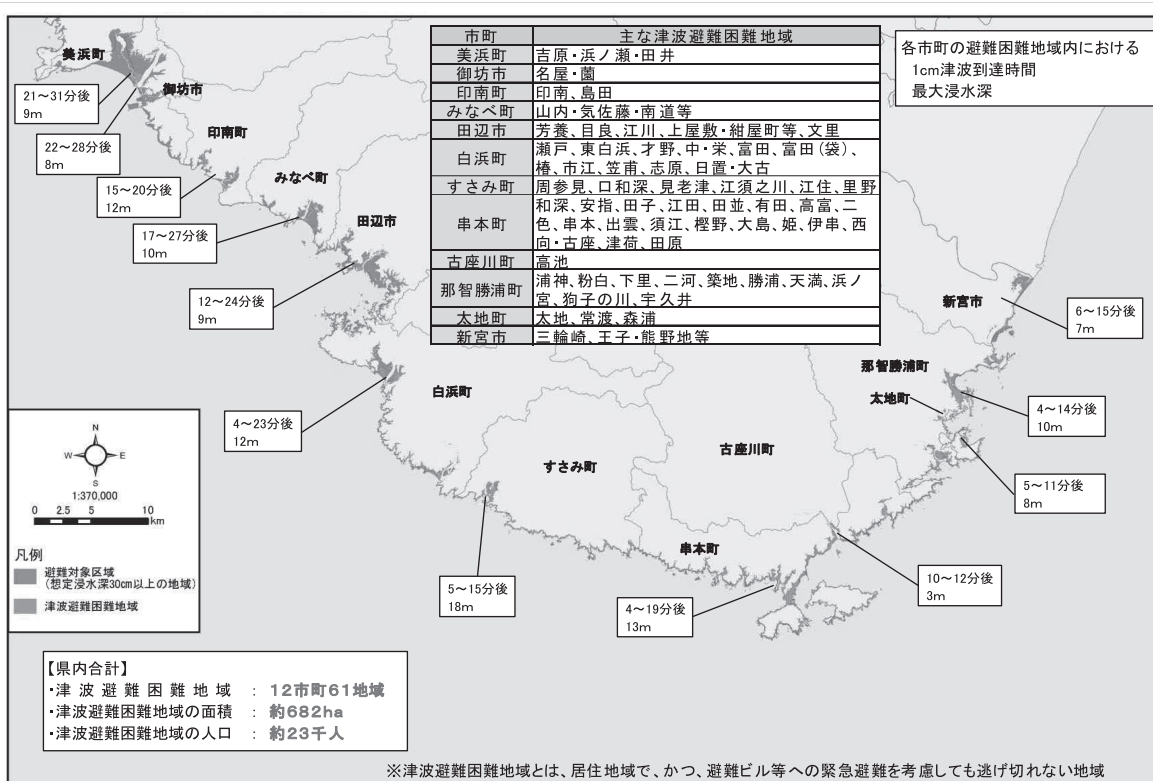 市町 主な津波避難困難地域
美浜町 吉原・浜ノ瀬・田井
御坊市 名屋・薗
印南町 印南、島田
みなべ町 山内・気佐藤・南道等
田辺市 芳養、目良、江川、上屋敷・紺屋町等、文里
白浜町 瀬戸、東白浜、才野、中・栄、富田、富田(袋)、
椿、市江、笠甫、志原、日置・大古
すさみ町 周参見、口和深、見老津、江須之川、江住、里野
串本町 和深、安指、田子、江田、田並、有田、高富、二
色、串本、出雲、須江、樫野、大島、姫、伊串、西
向・古座、津荷、田原
古座川町 高池
那智勝浦町 浦神、粉白、下里、二河、築地、勝浦、天満、浜ノ
宮、狗子の川、宇久井
太地町 太地、常渡、森浦
新宮市 三輪崎、王子・熊野地等
各市町の避難困難地域内における
1cm津波到達時間
最大浸水深
美浜町
21~31分後
9m
御坊市
22~28分後
8m
印南町
15~20分後
12m
みなべ町
17~27分後
10m
田辺市
12~24分後
9m
白浜町
4~23分後
12m
すさみ町
5~15分後
18m
串本町
4~19分後
13m
古座川町
10~12分後
3m
太地町
5~11分後
8m
那智勝浦町
4~14分後
10m
新宮市
6~15分後
7m
N
W E
S
1:370,000
0 2.5 5 10
km
凡例
避難対象区域
(想定浸水深30cm以上の地域)
津波避難困難地域
【県内合計】
・津波避難困難地域 : 12市町61地域
・津波避難困難地域の面積 : 約682ha
・津波避難困難地域の人口 : 約23千人
※津波避難困難地域とは、居住地域で、かつ、避難ビル等への緊急避難を考慮しても逃げ切れない地域